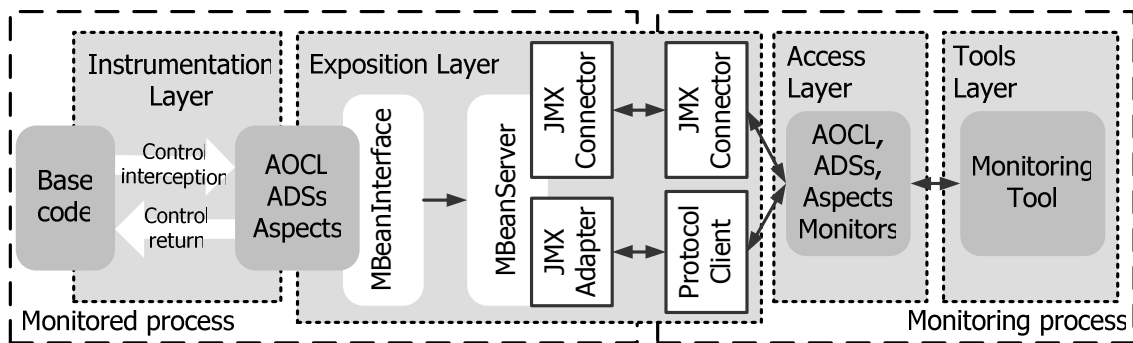 Instrumentation
Layer
Exposition Layer
Access
Layer
Tools
Layer
Base
code
Control
interception
Control
return
AOCL
ADSs
Aspects
MBeanInterface
MBeanServer
JMX
Connector
JMX
Adapter
JMX
Connector
Protocol
Client
AOCL,
ADSs,
Aspects
Monitors
Monitoring
Tool
Monitored process
Monitoring process